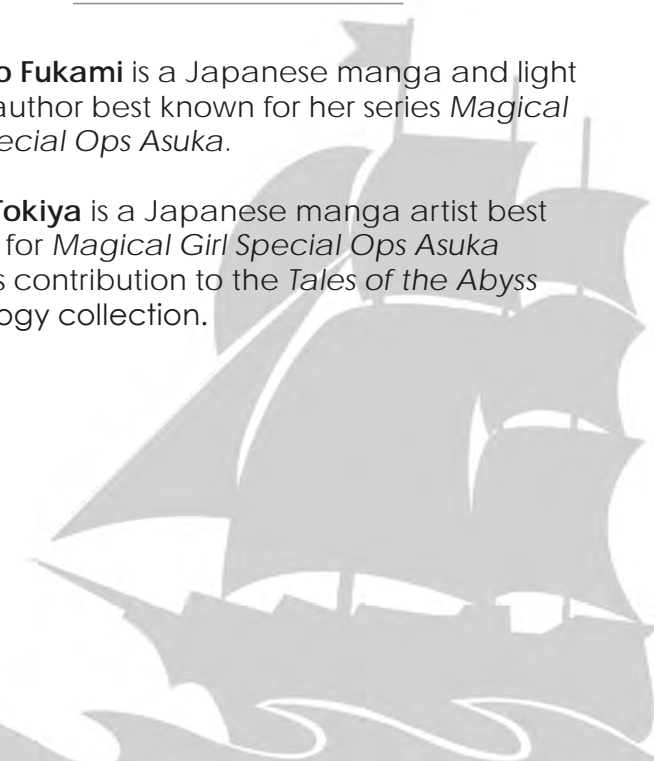 o Fukami is a Japanese manga and light
author best known for her series Magical
ecial Ops Asuka.
Tokiya is a Japanese manga artist best
for Magical Girl Special Ops Asuka
s contribution to the Tales of the Abyss
ogy collection.